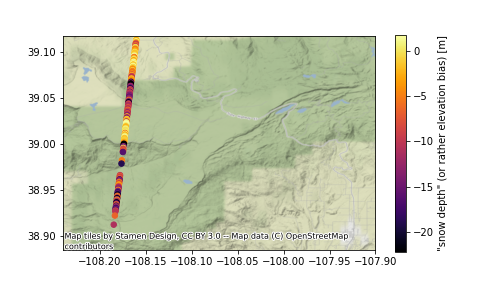 39.10
39.05
39.00
38.95
38.90
Map tiles by Stamen Design, CC BY 3.0 -- Map data (C) OpenStreetMap
contributors
−108.20 −108.15 −108.10 −108.05 −108.00 −107.95 −107.90
0
−5
−10
−15
−20
"snow depth" (or rather elevation bias) [m]